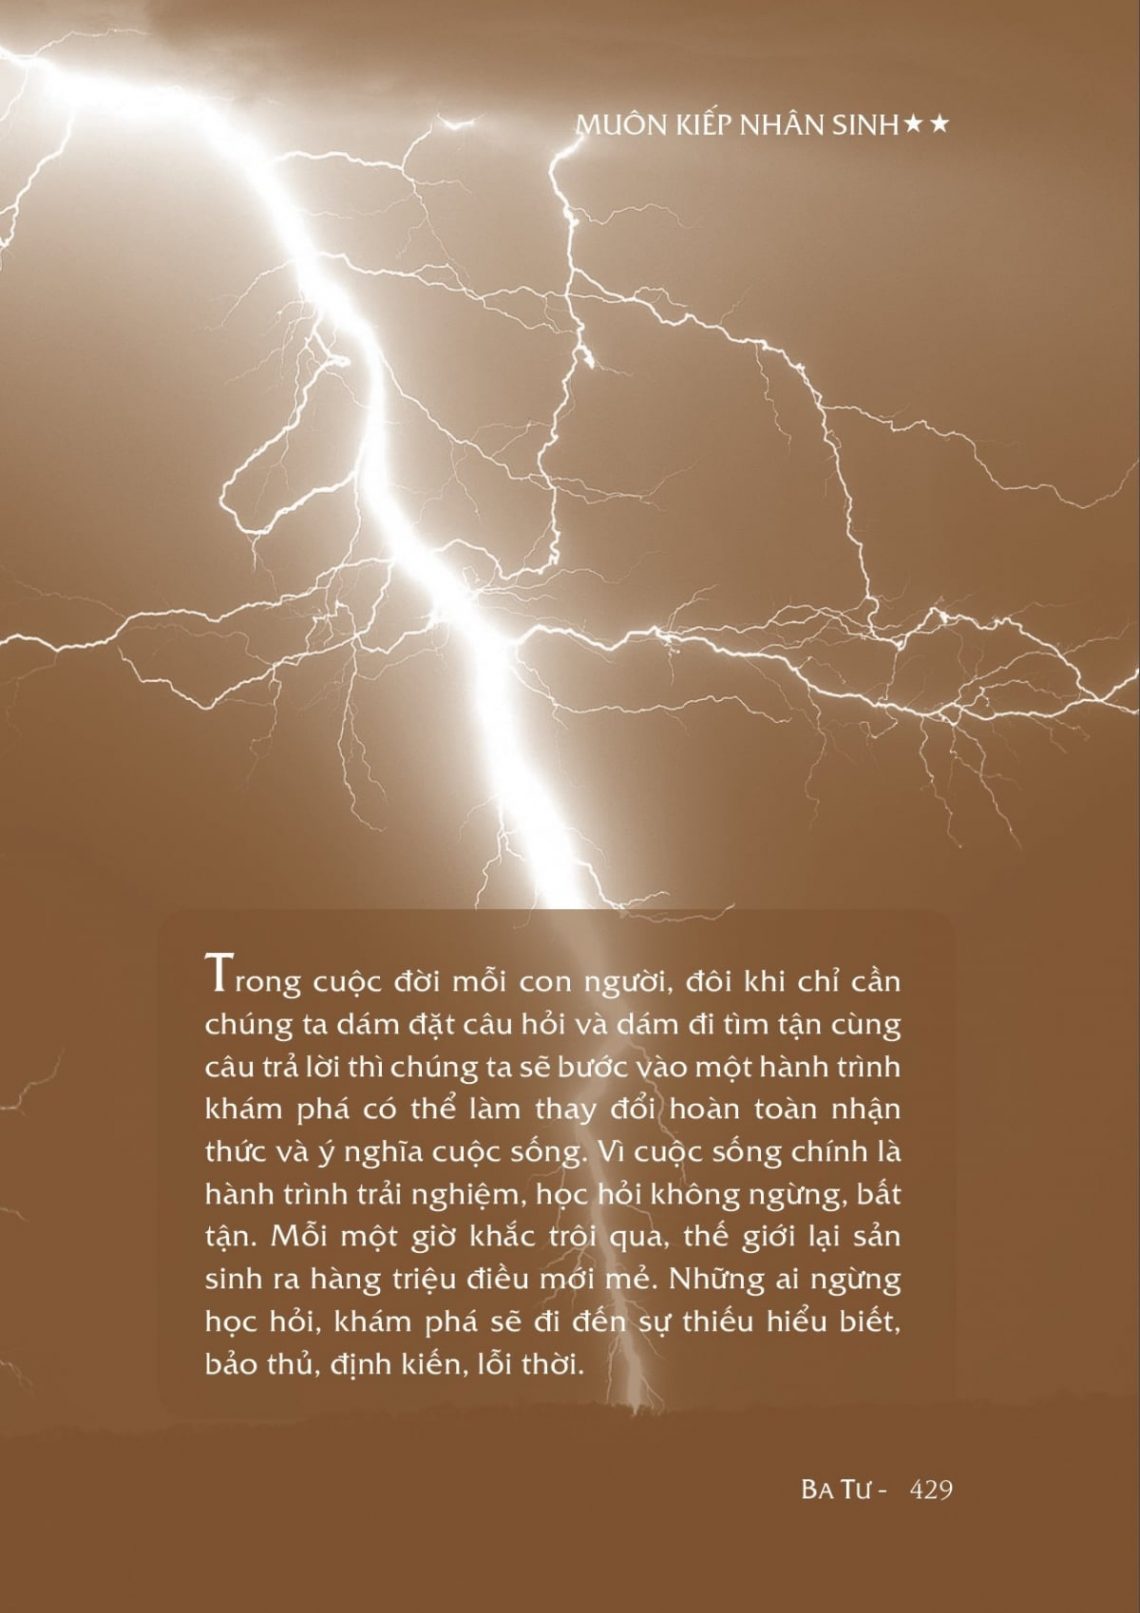 MUÔN KIẾP NHÂN SINH★★
Trong cuộc đời mỗi con người, đôi khi chỉ cần
chúng ta dám đặt câu hỏi và dám đi tìm tận cùng
câu trả lời thì chúng ta sẽ bước vào một hành trình
khám phá có thể làm thay đổi hoàn toàn nhận
thức và ý nghĩa cuộc sống. Vì cuộc sống chính là
hành trình trải nghiệm, học hỏi không ngừng, bất
tận. Mỗi một giờ khắc trôi qua, thế giới lại sản
sinh ra hàng triệu điều mới mẻ. Những ai ngừng
học hỏi, khám phá sẽ đi đến sự thiếu hiểu biết,
bảo thủ, định kiến, lỗi thời.
BA TƯ - 429